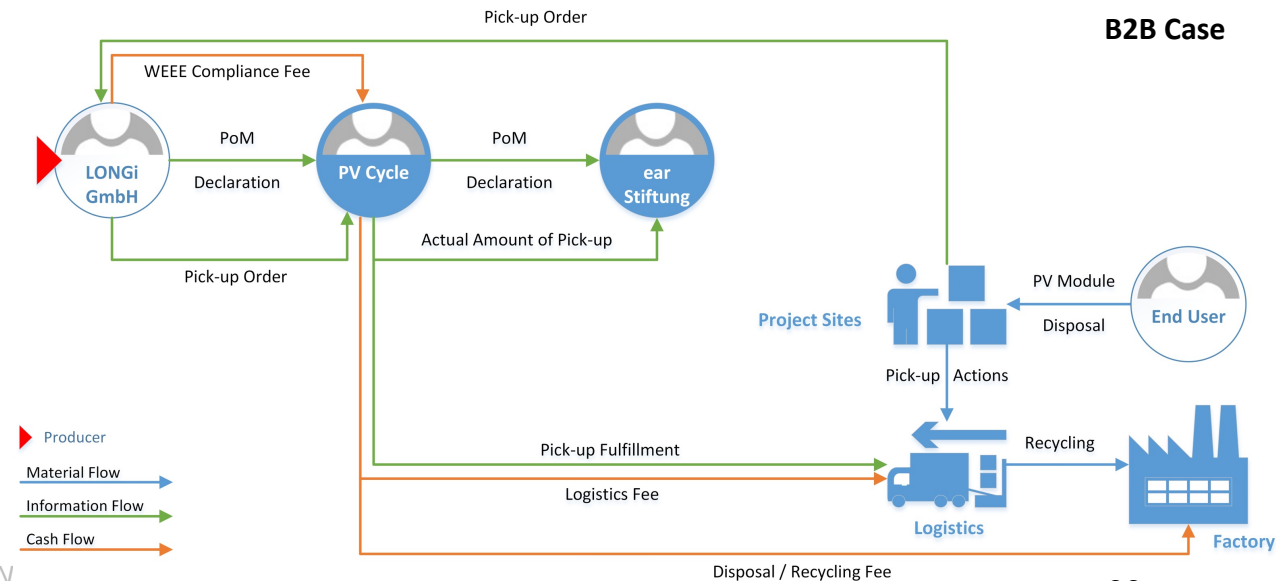 Pick-up Order
B2B Case
WEEE Compliance Fee
LONGi
GmbH
PoM
Declaration
PV Cycle
PoM
Declaration
ear
Stiftung
Actual Amount of Pick-up
Pick-up Order
Project Sites
PV Module
Disposal
End User
Pick-up Actions
Producer
Material Flow
Information Flow
Cash Flow
Pick-up Fulfillment
Logistics Fee
Recycling
Logistics
Factory
Disposal / Recycling Fee